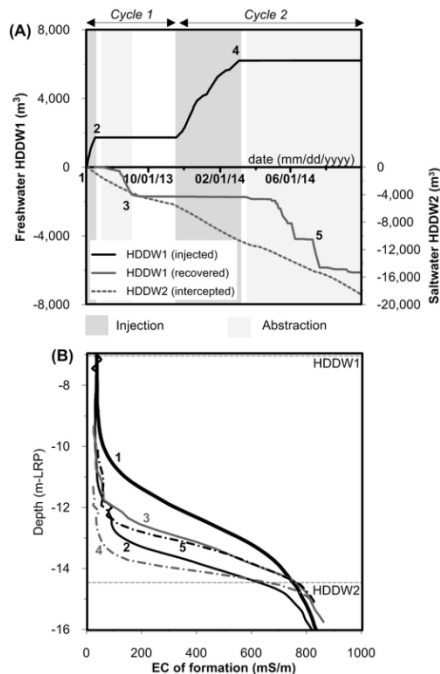 Cycle 1 Cycle 2
(A) 8,000
4
4,000
2
date (mm/dd/yyyy)
0 1 10/01/13 02/01/14 06/01/14 0
3
5
-4,000
-8,000
Freshwater HDDW1 (m³)
-4,000
-8,000
-12,000
-16,000
-20,000
Saltwater HDDW2 (m³)
HDDW1 (injected)
HDDW1 (recovered)
HDDW2 (intercepted)
Injection Abstraction
(B)
HDDW1
-8
-10
-12
-14
-16
Depth (m-LRP)
1
3
2
5
4
HDDW2
0 200 400 600 800 1000
EC of formation (mS/m)